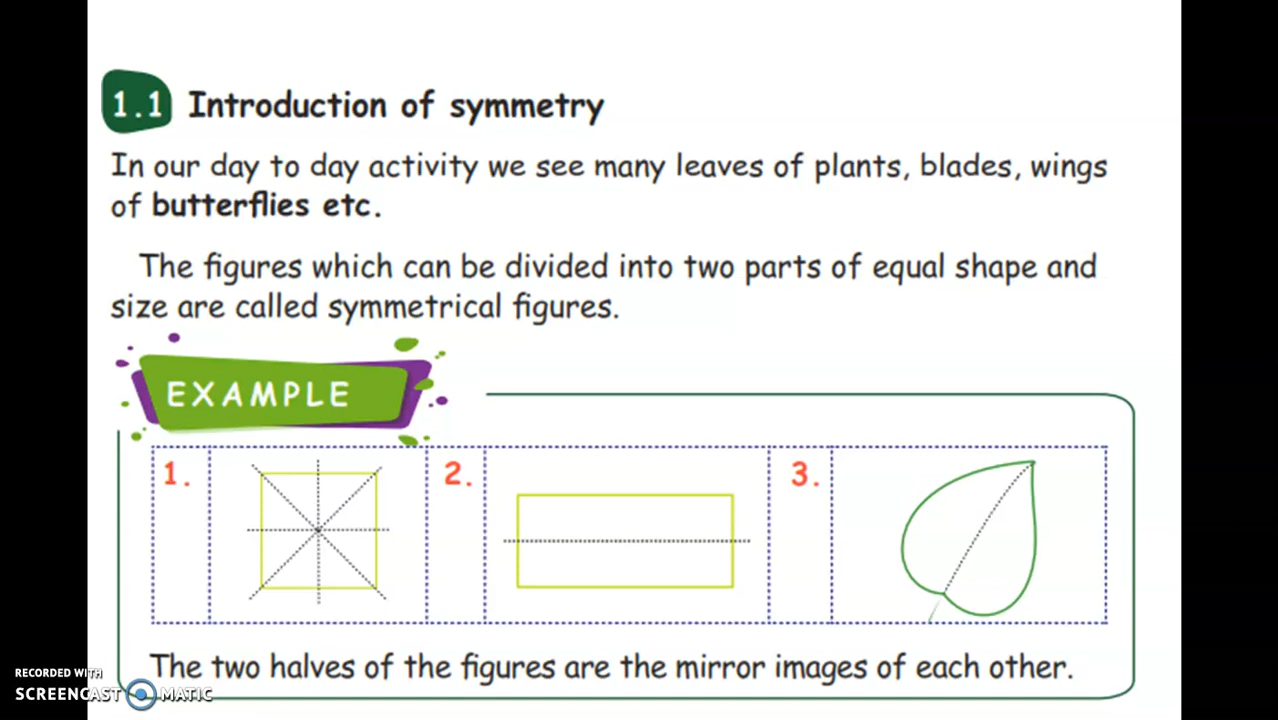 1.1 Introduction of symmetry
In our day to day activity we see many leaves of plants, blades, wings
of butterflies etc.
The figures which can be divided into two parts of equal shape and
size are called symmetrical figures.
EXAMPLE
1. 2. 3.
The two halves of the figures are the mirror images of each other.
RECORDED WITH
SCREENCAST MATIC